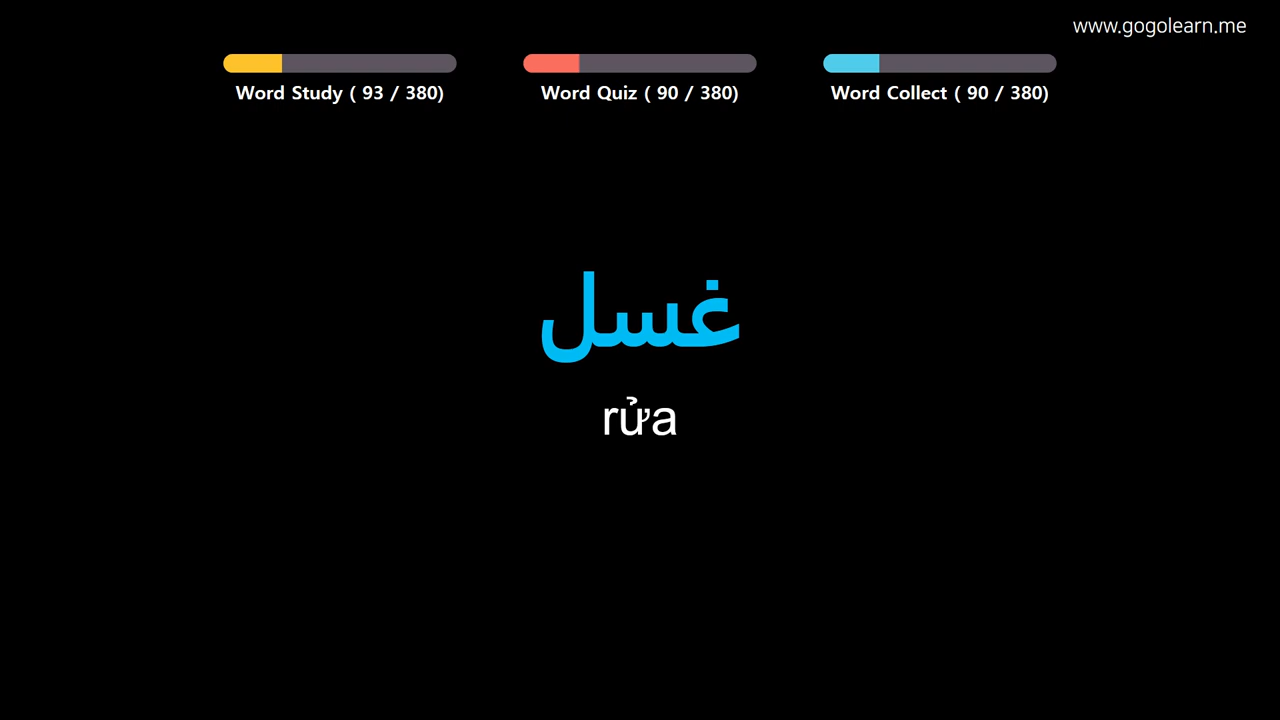 www.gogolearn.me
Word Study ( 93 / 380)
Word Quiz ( 90 / 380)
Word Collect ( 90 / 380)
غسل
rửa